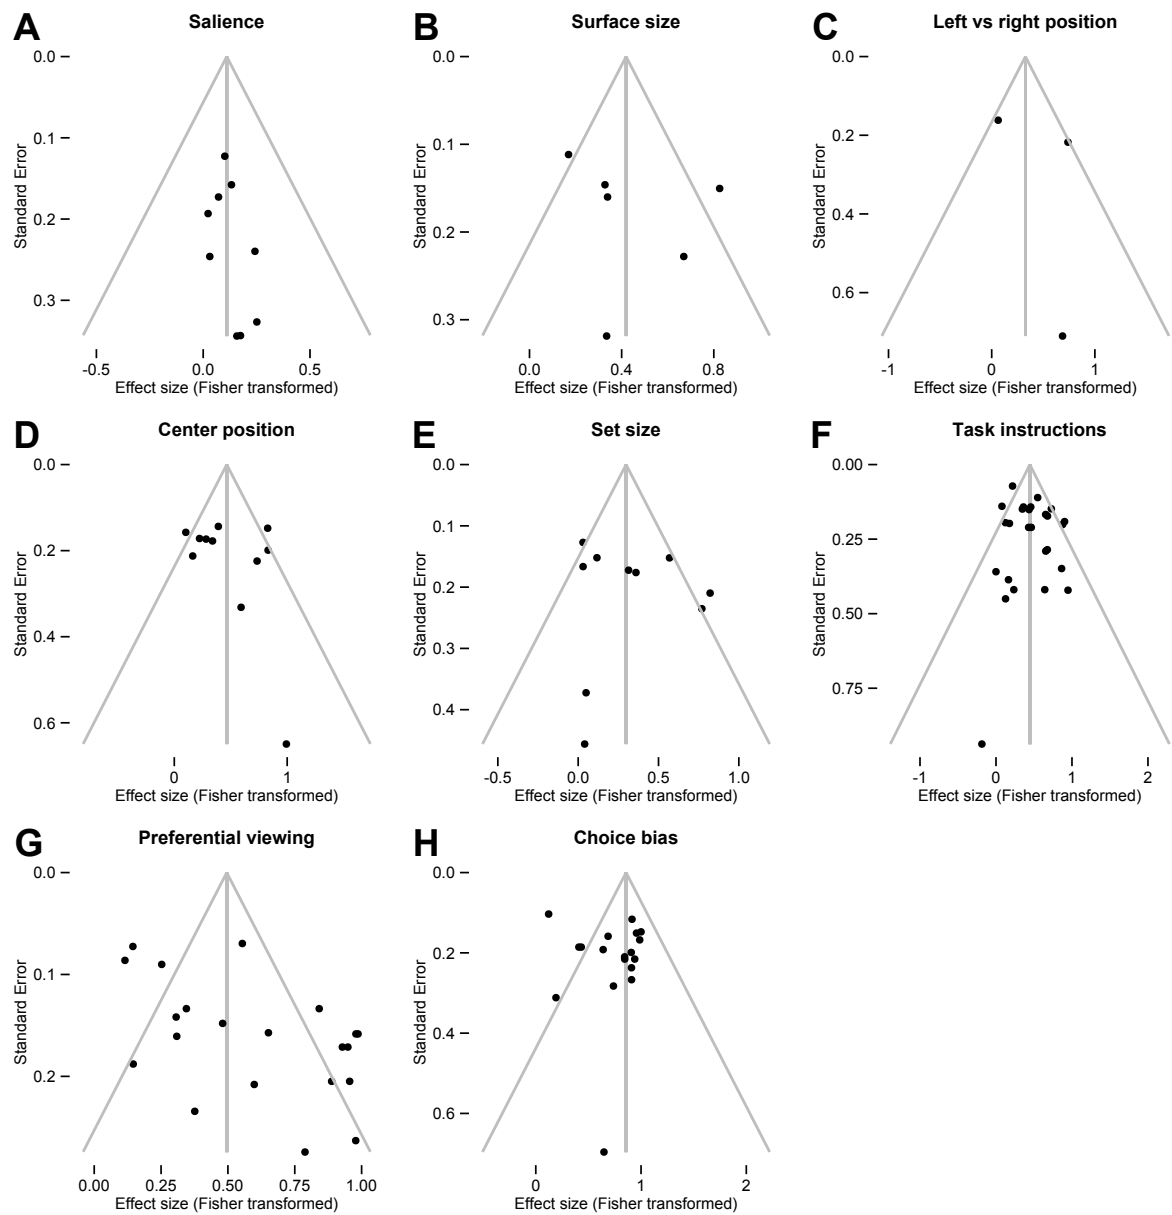 A
Salience
0.0
0.1
0.2
0.3
Standard Error
-0.5 0.0 0.5
Effect size (Fisher transformed)
B
Surface size
0.0
0.1
0.2
0.3
Standard Error
0.0 0.4 0.8
Effect size (Fisher transformed)
C
Left vs right position
0.0
0.2
0.4
0.6
Standard Error
-1 0 1
Effect size (Fisher transformed)
D
Center position
0.0
0.2
0.4
0.6
Standard Error
0 1
Effect size (Fisher transformed)
E
Set size
0.0
0.1
0.2
0.3
0.4
Standard Error
-0.5 0.0 0.5 1.0
Effect size (Fisher transformed)
F
Task instructions
0.00
0.25
0.50
0.75
Standard Error
-1 0 1 2
Effect size (Fisher transformed)
G
Preferential viewing
0.0
0.1
0.2
Standard Error
0.00 0.25 0.50 0.75 1.00
Effect size (Fisher transformed)
H
Choice bias
0.0
0.2
0.4
0.6
Standard Error
0 1 2
Effect size (Fisher transformed)